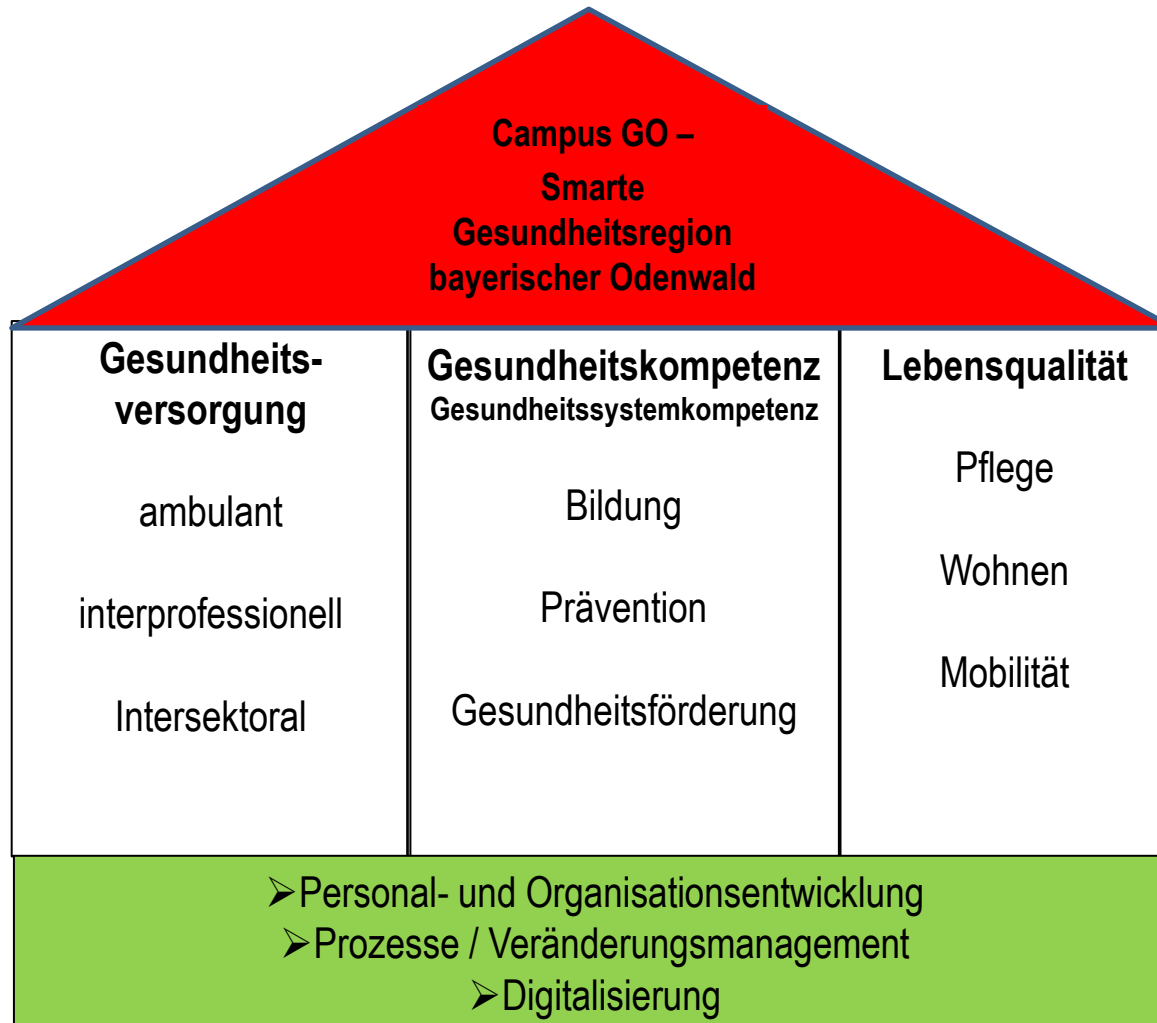 Campus GO –
Smarte
Gesundheitsregion
bayerischer Odenwald
Gesundheits-
versorgung
ambulant
interprofessionell
Intersektoral
Gesundheitskompetenz
Gesundheitssystemkompetenz
Bildung
Prävention
Gesundheitsförderung
Lebensqualität
Pflege
Wohnen
Mobilität
➢Personal- und Organisationsentwicklung
➢Prozesse / Veränderungsmanagement
➢Digitalisierung